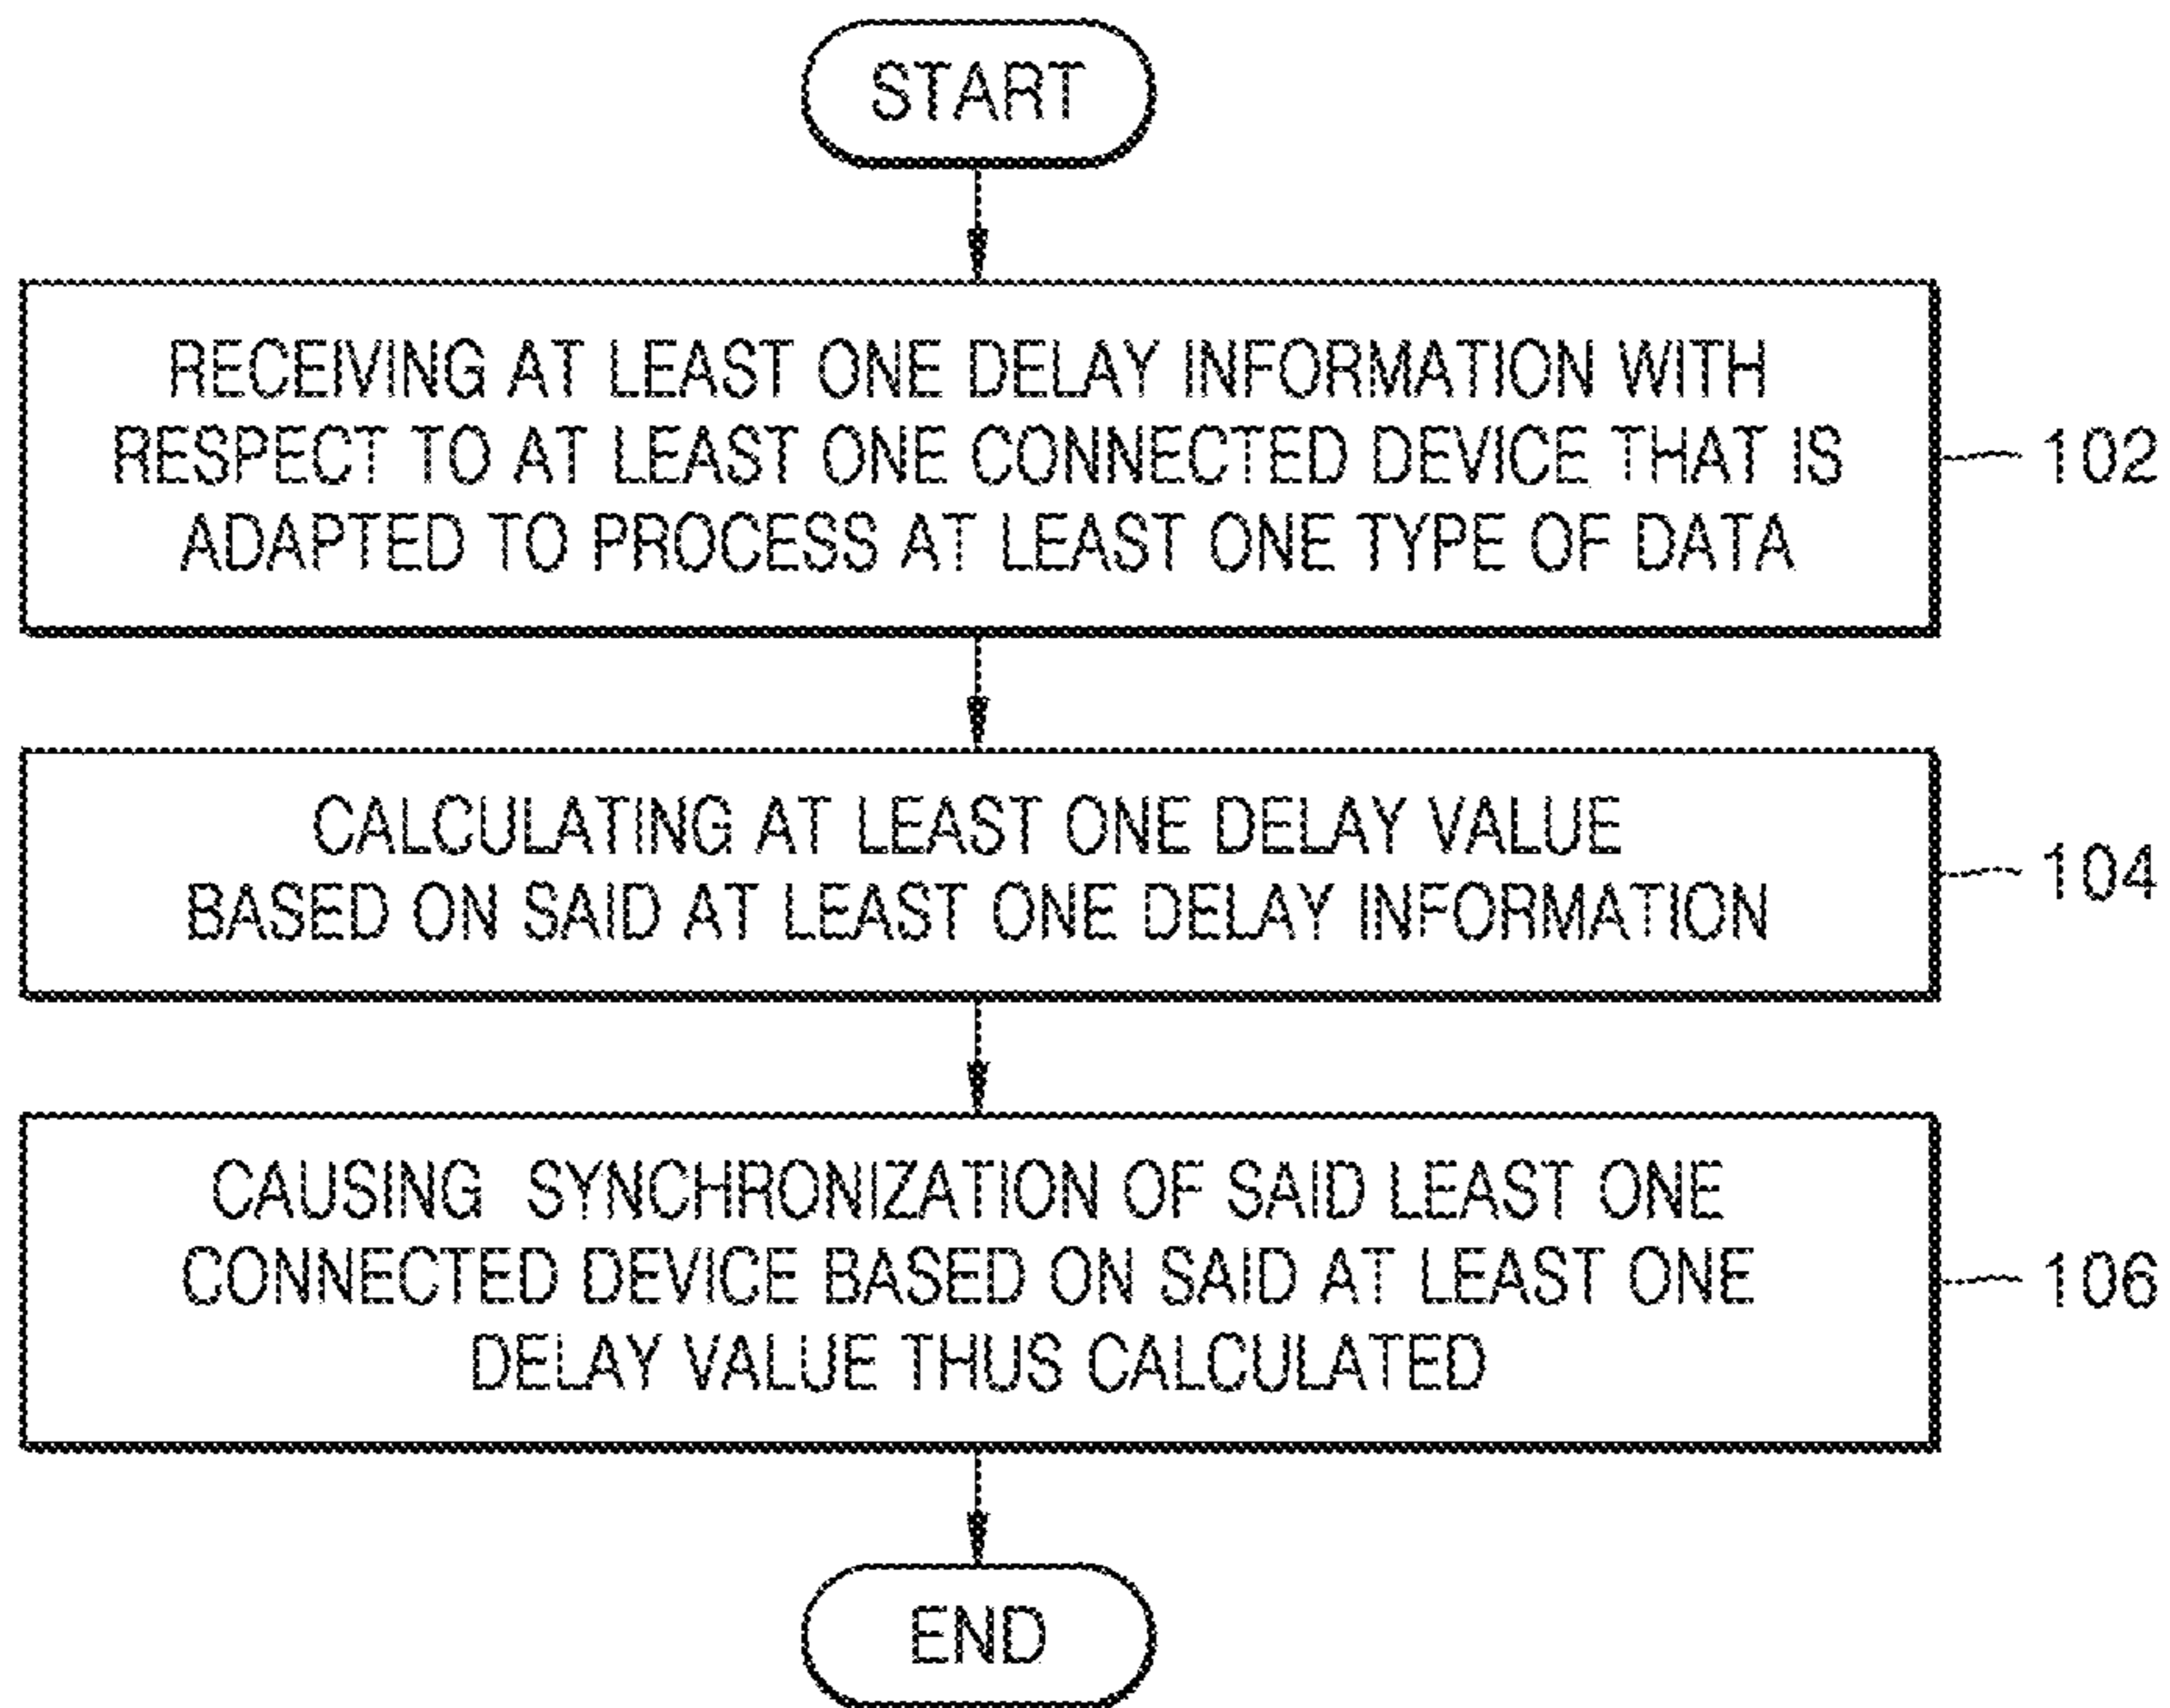 START
RECEIVING AT LEAST ONE DELAY INFORMATION WITH
RESPECT TO AT LEAST ONE CONNECTED DEVICE THAT IS
ADAPTED TO PROCESS AT LEAST ONE TYPE OF DATA
102
CALCULATING AT LEAST ONE DELAY VALUE
BASED ON SAID AT LEAST ONE DELAY INFORMATION
104
CAUSING SYNCHRONIZATION OF SAID LEAST ONE
CONNECTED DEVICE BASED ON SAID AT LEAST ONE
DELAY VALUE THUS CALCULATED
106
END